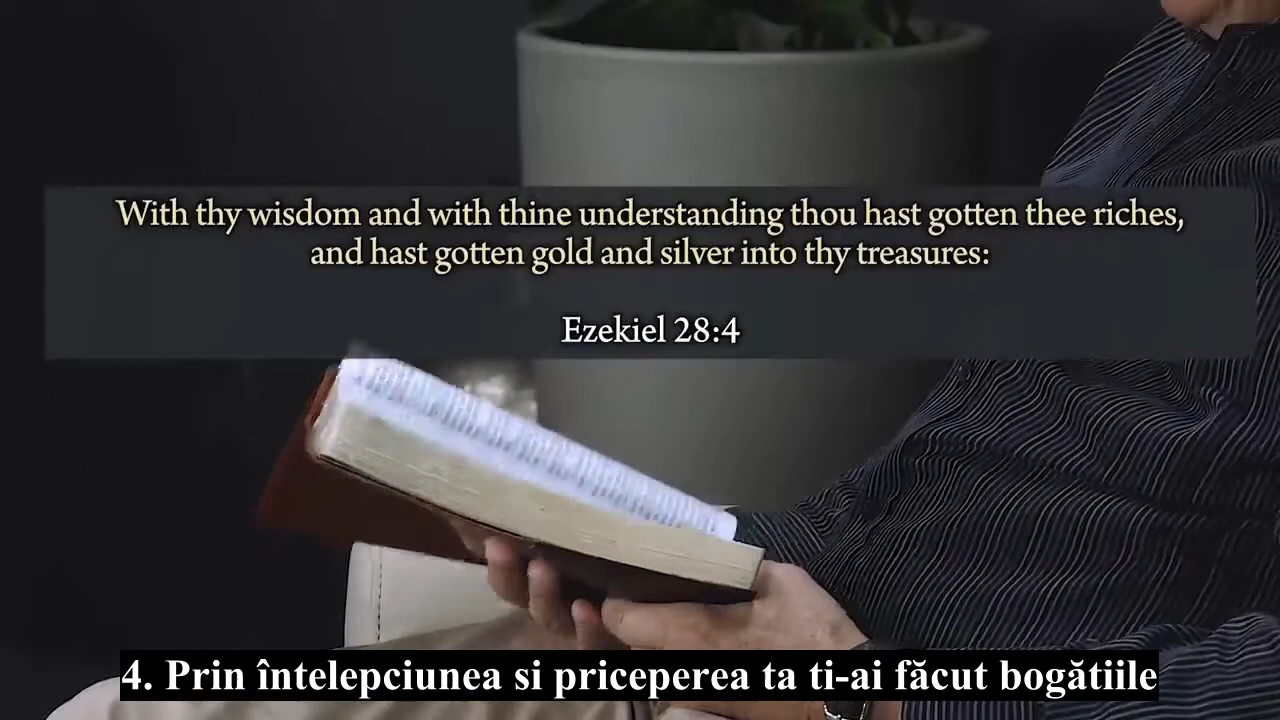 With thy wisdom and with thine understanding thou hast gotten thee riches,
and hast gotten gold and silver into thy treasures:
Ezekiel 28:4
4. Prin întelepciunea si priceperea ta ti-ai făcut bogătiile